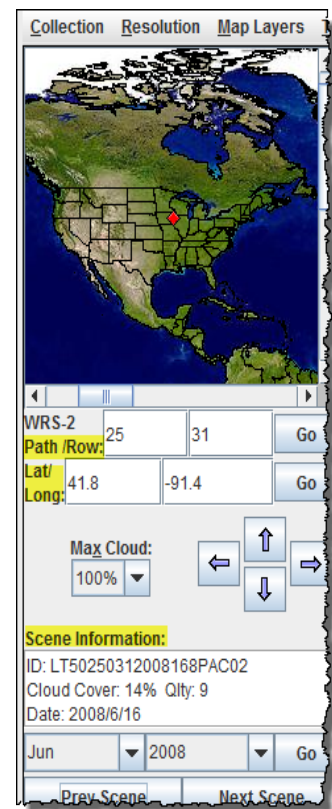 Collection Resolution Map Layers
WRS-2
Path /Row: 25 31 Go
Lat/
Long: 41.8 -91.4 Go
Max Cloud:
100%
Scene Information:
ID: LT50250312008168PAC02
Cloud Cover: 14% Qlty: 9
Date: 2008/6/16
Jun 2008 Go
Prev Scene Next Scene